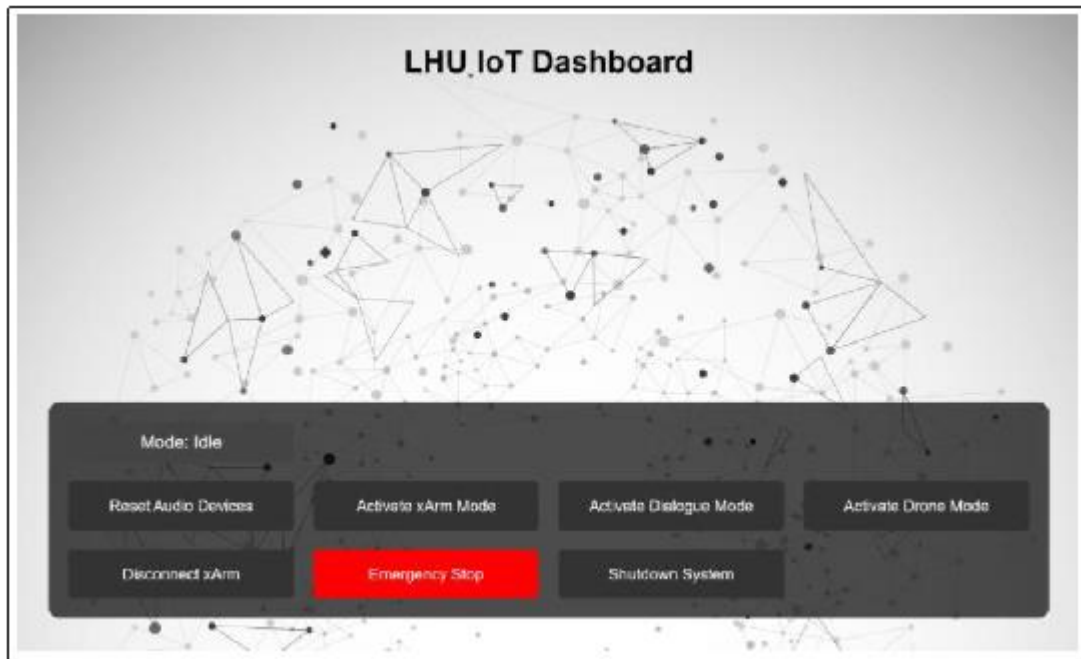 LHU IoT Dashboard
Mode: Idle
Reset Audio Devices
Activate xArm Mode
Activate Dialogue Mode
Activate Drone Mode
Disconnect xArm
Emergency Stop
Shutdown System